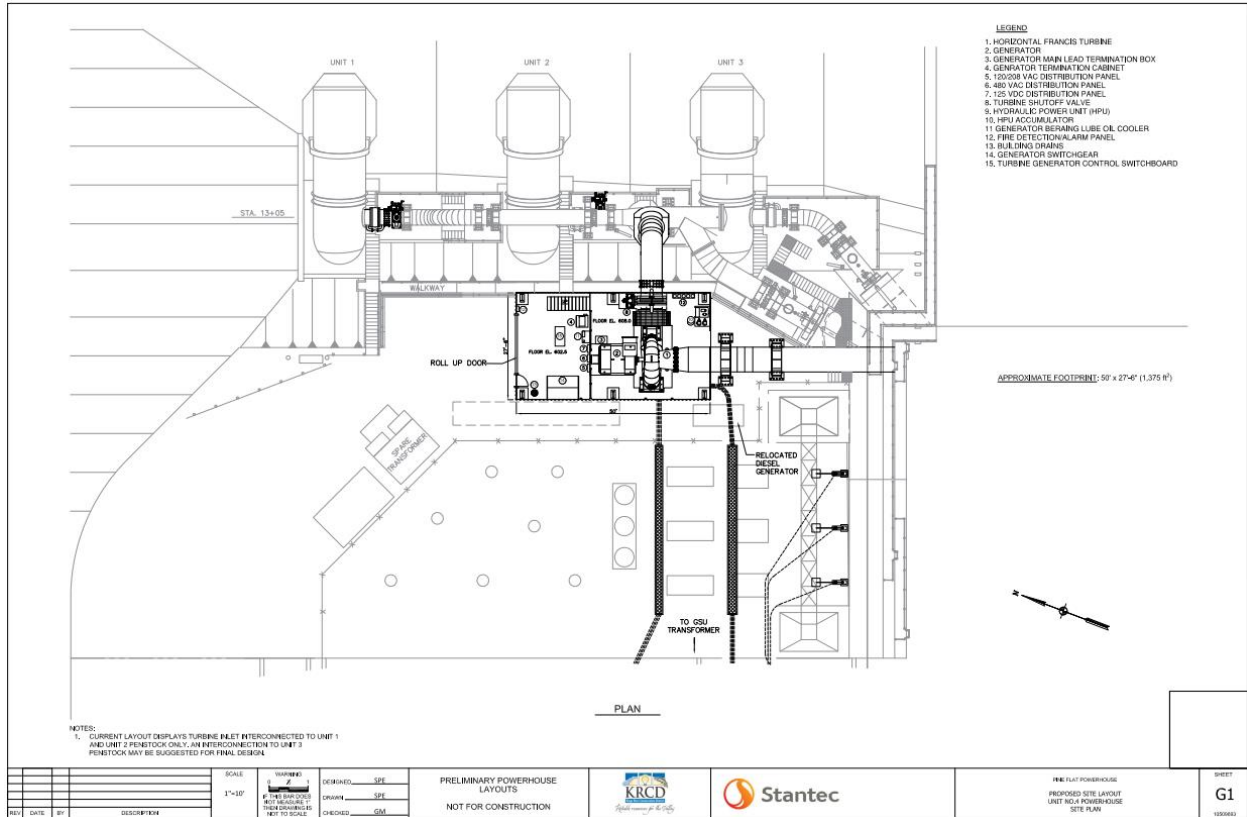 LEGEND
1. HORIZONTAL FRANCIS TURBINE
2. GENERATOR
3. GENERATOR MAIN LEAD TERMINATION BOX
4. GENRATOR TERMINATION CABINET
5. 120/208 VAC DISTRIBUTION PANEL
6. 480 VAC DISTRIBUTION PANEL
7. 125 VDC DISTRIBUTION PANEL
8. TURBINE SHUTOFF VALVE
9. HYDRAULIC POWER UNIT (HPU)
10. HPU ACCUMULATOR
11 GENERATOR BERAING LUBE OIL COOLER
12. FIRE DETECTION/ALARM PANEL
13. BUILDING DRAINS
14. GENERATOR SWITCHGEAR
15. TURBINE GENERATOR CONTROL SWITCHBOARD
UNIT 1
UNIT 2
UNIT 3
STA. 13+05
WALKWAY
FLOOR EL.
FLOOR EL. 602.5
ROLL UP DOOR
50'
APPROXIMATE FOOTPRINT: 50' x 27'-6" (1,375 ft²)
SPARE
TRANSFORMER
RELOCATED
DIESEL
GENERATOR
TO GSU
TRANSFORMER
PLAN
NOTES:
1. CURRENT LAYOUT DISPLAYS TURBINE INLET INTERCONNECTED TO UNIT 1
AND UNIT 2 PENSTOCK ONLY. AN INTERCONNECTION TO UNIT 3
PENSTOCK MAY BE SUGGESTED FOR FINAL DESIGN.
REV DATE BY DESCRIPTION
SCALE
1"=10'
WARNING
0 1
IF THIS BAR DOES
NOT MEASURE 1"
THEN DRAWING IS
NOT TO SCALE
DESIGNED SPE
DRAWN SPE
CHECKED GM
PRELIMINARY POWERHOUSE
LAYOUTS
NOT FOR CONSTRUCTION
KRCD
Stantec
PINE FLAT POWERHOUSE
PROPOSED SITE LAYOUT
UNIT NO.4 POWERHOUSE
SITE PLAN
SHEET
G1